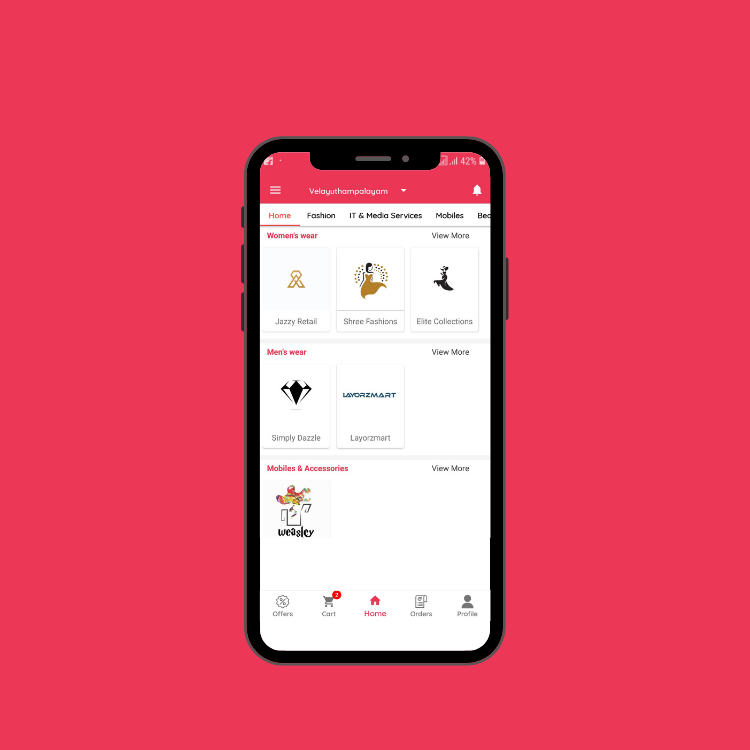 42%
Velayuthampalayam
Home Fashion IT & Media Services Mobiles Bea
Women's wear View More
Jazzy Retail Shree Fashions Elite Collections
Men's wear View More
LAYORZMART
Simply Dazzle Layorzmart
Mobiles & Accessories View More
weasley
2
Offers Cart Home Orders Profile